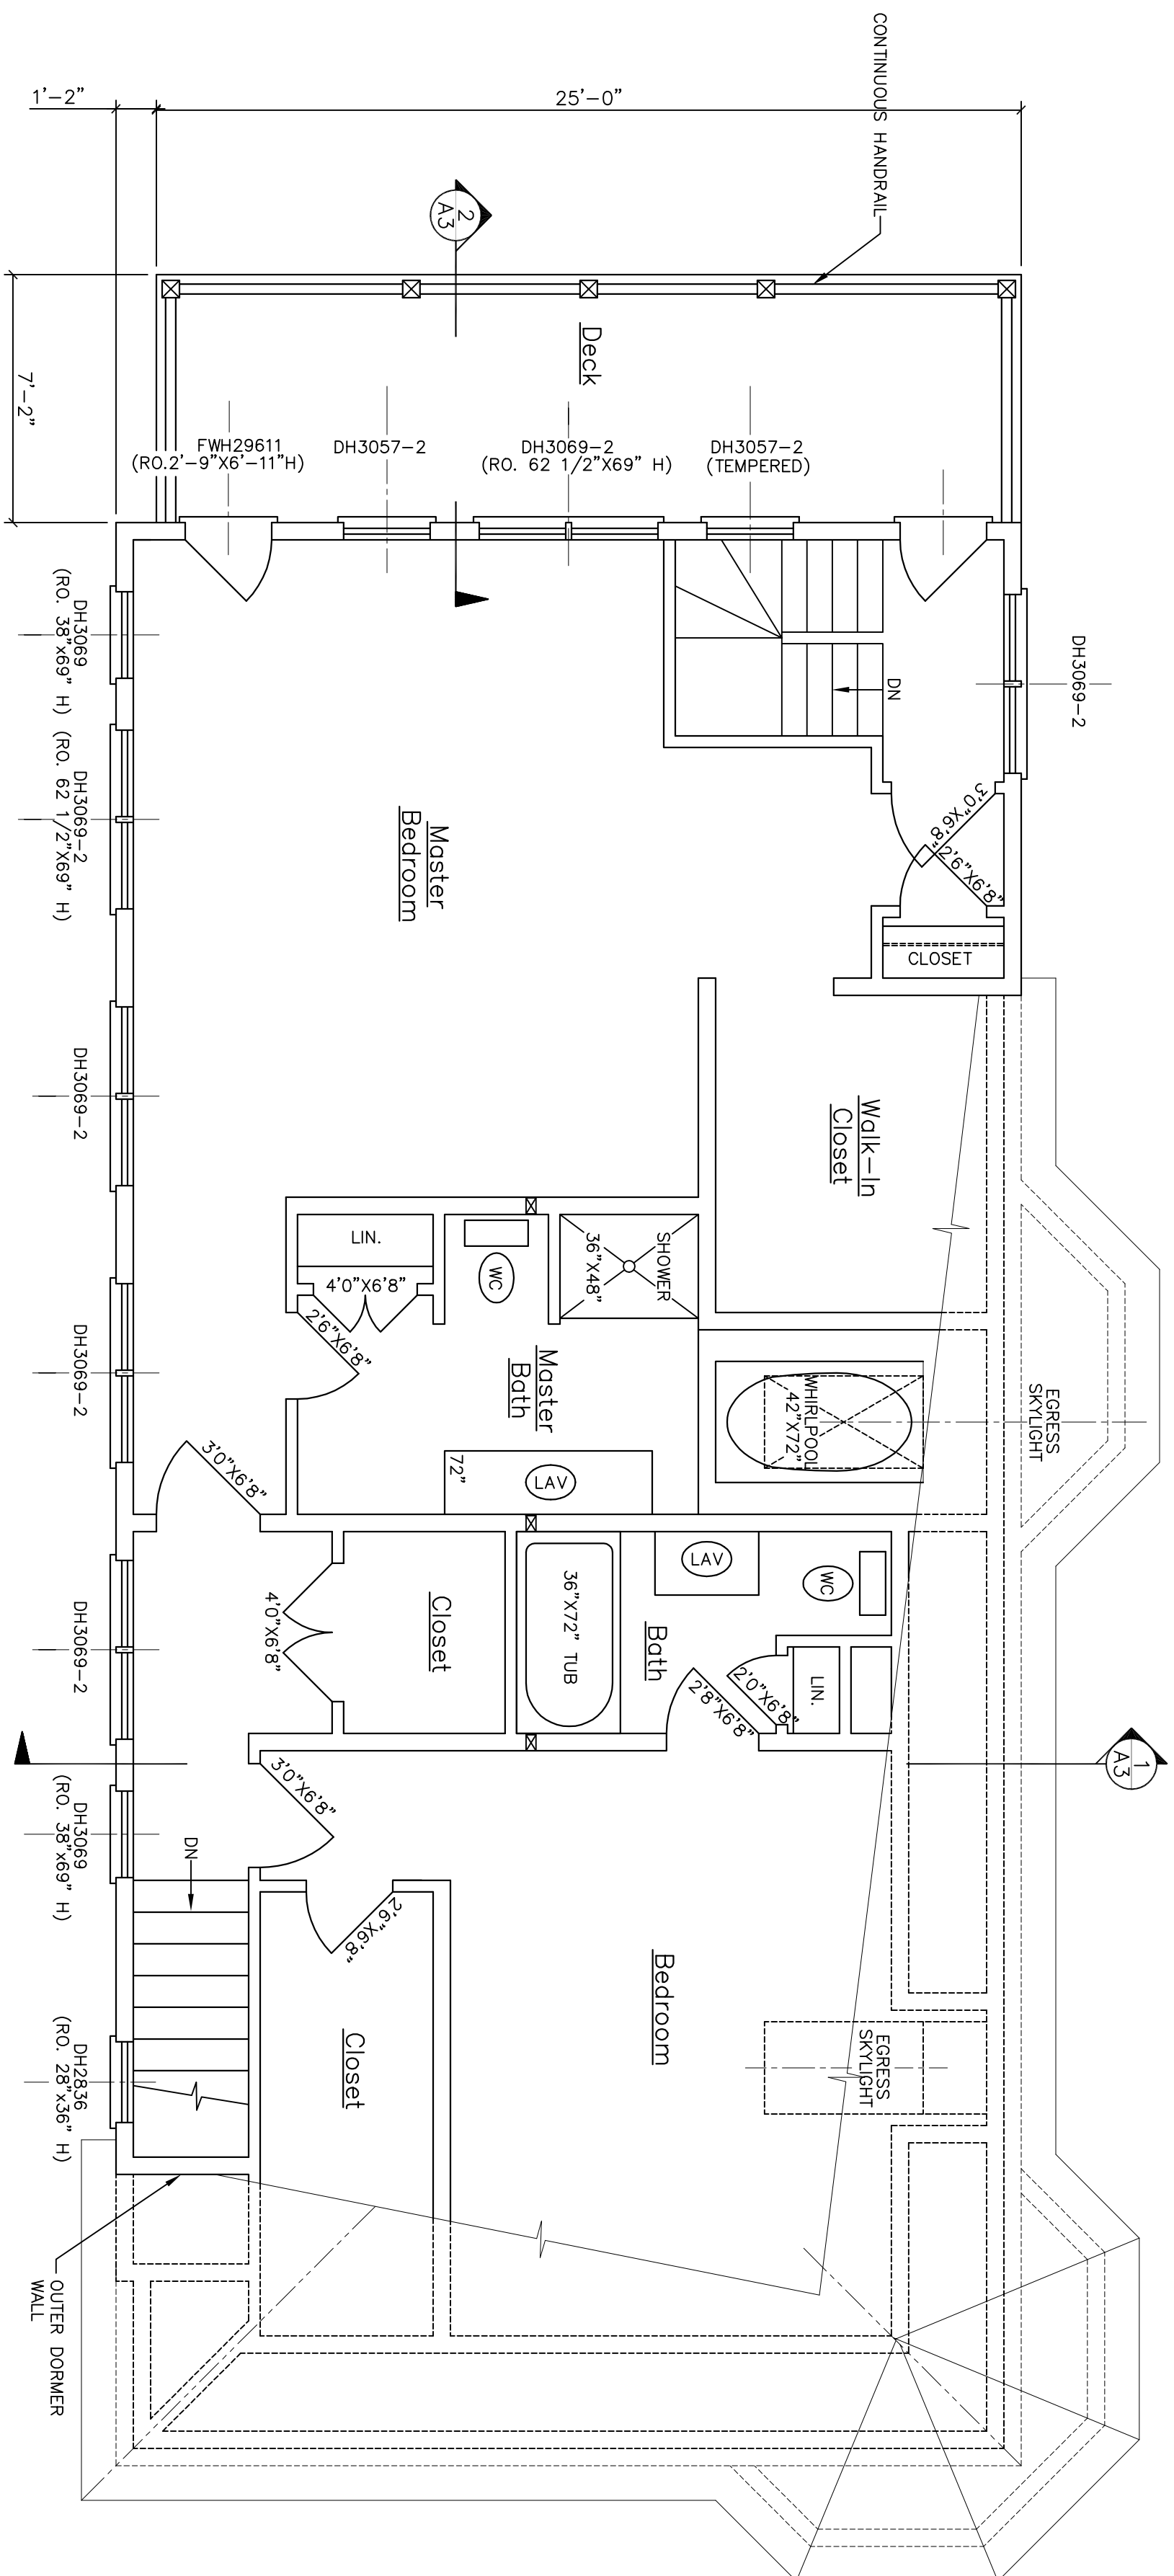 CONTINUOUS HANDRAIL
1'-2"
25'-0"
2
A.3
Deck
7'-2"
FWH29611
(RO.2'-9"X6'-11"H)
DH3057-2
DH3069-2
(RO. 62 1/2"X69" H)
DH3057-2
(TEMPERED)
DH3069
(RO. 38"x69" H)
DH3069-2
DN
3'0"X6'8"
2'6"X6'8"
CLOSET
DH3069-2
(RO. 62 1/2"X69" H)
Master
Bedroom
Walk-In
Closet
DH3069-2
LIN.
4'0"X6'8"
WC
SHOWER
36"X48"
2'6"X6'8"
Master
Bath
WHIRLPOOL
42"X72"
EGRESS
SKYLIGHT
DH3069-2
3'0"X6'8"
72"
LAV
LAV
WC
36"X72" TUB
Closet
4'0"X6'8"
Bath
LIN.
2'0"X6'8"
2'8"X6'8"
DH3069-2
1
A.3
3'0"X6'8"
DH3069
(RO. 38"x69" H)
DN
2'6"X6'8"
Bedroom
Closet
EGRESS
SKYLIGHT
DH2836
(RO. 28"x36" H)
OUTER DORMER
WALL